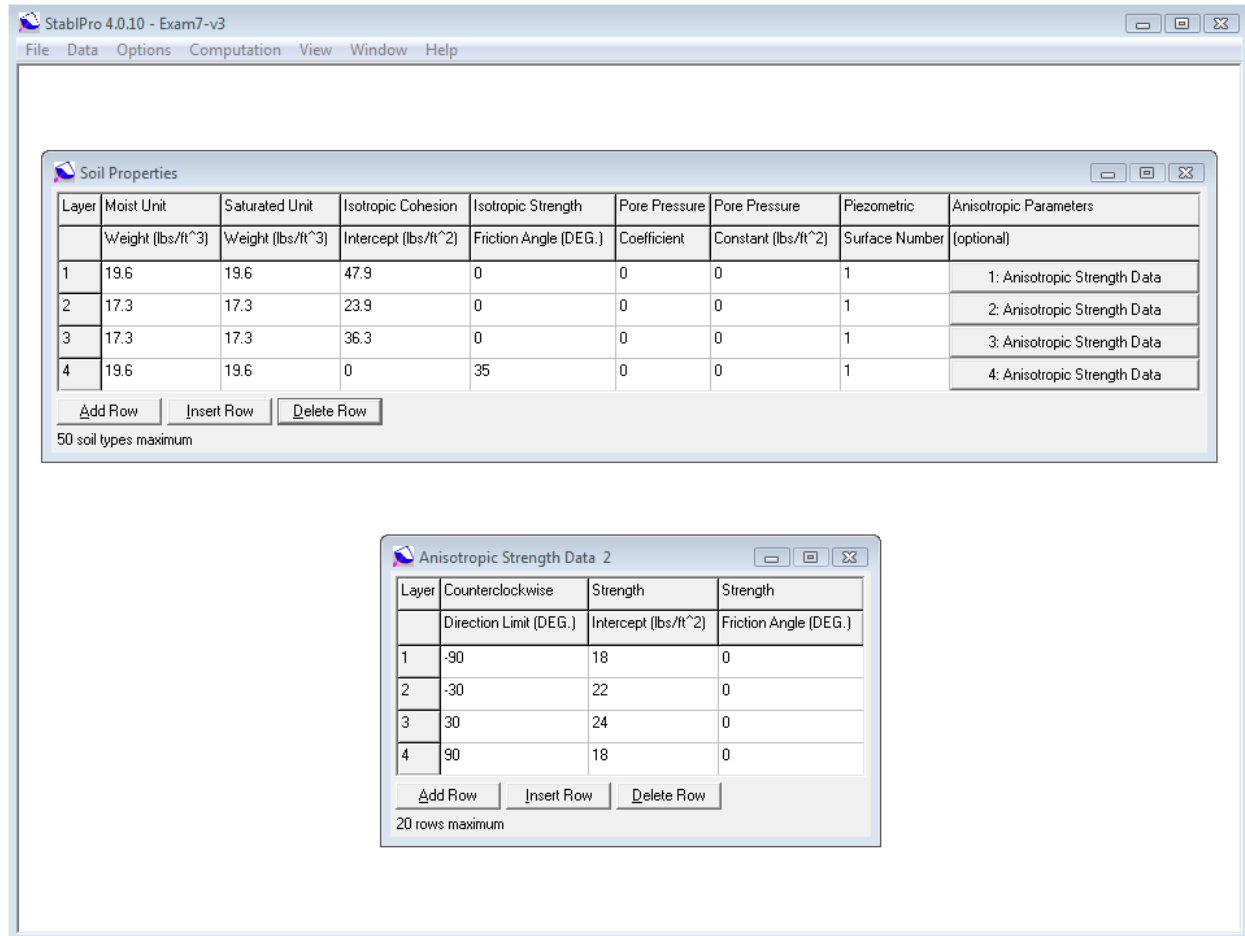 StablPro 4.0.10 - Exam7-v3
File Data Options Computation View Window Help
Soil Properties
Layer Moist Unit Saturated Unit Isotropic Cohesion Isotropic Strength Pore Pressure Pore Pressure Piezometric Anisotropic Parameters
Weight (lbs/ft^3) Weight (lbs/ft^3) Intercept (lbs/ft^2) Friction Angle (DEG.) Coefficient Constant (lbs/ft^2) Surface Number (optional)
1 19.6 19.6 47.9 0 0 0 1 1: Anisotropic Strength Data
2 17.3 17.3 23.9 0 0 0 1 2: Anisotropic Strength Data
3 17.3 17.3 36.3 0 0 0 1 3: Anisotropic Strength Data
4 19.6 19.6 0 35 0 0 1 4: Anisotropic Strength Data
Add Row Insert Row Delete Row
50 soil types maximum
Anisotropic Strength Data 2
Layer Counterclockwise Strength Strength
Direction Limit (DEG.) Intercept (lbs/ft^2) Friction Angle (DEG.)
1 -90 18 0
2 -30 22 0
3 30 24 0
4 90 18 0
Add Row Insert Row Delete Row
20 rows maximum